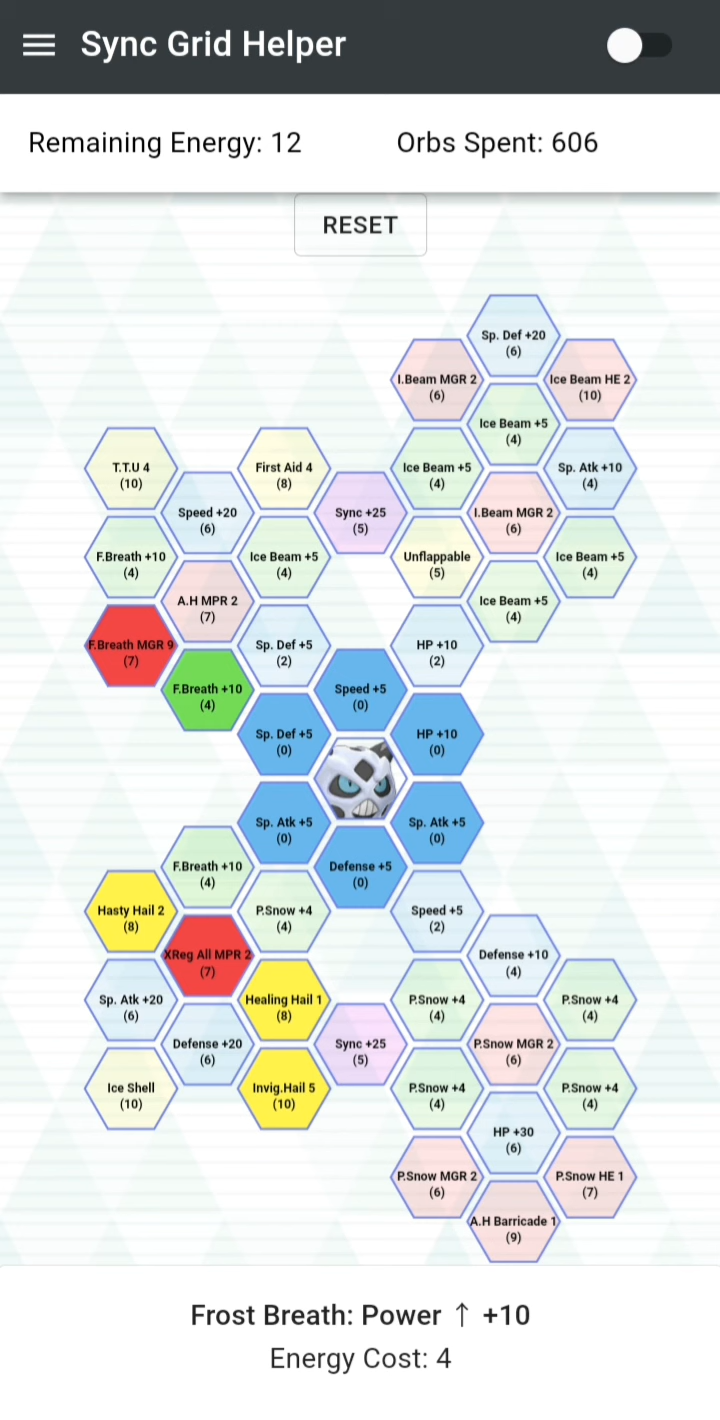 Sync Grid Helper
Remaining Energy: 12
Orbs Spent: 606
RESET
Sp. Def +20
(6)
I.Beam MGR 2
(6)
Ice Beam HE 2
(10)
Ice Beam +5
(4)
T.T.U 4
(10)
First Aid 4
(8)
Ice Beam +5
(4)
Sp. Atk +10
(4)
Speed +20
(6)
Sync +25
(5)
I.Beam MGR 2
(6)
F.Breath +10
(4)
Ice Beam +5
(4)
Unflappable
(5)
Ice Beam +5
(4)
A.H MPR 2
(7)
Ice Beam +5
(4)
F.Breath MGR 9
(7)
Sp. Def +5
(2)
HP +10
(2)
F.Breath +10
(4)
Speed +5
(0)
Sp. Def +5
(0)
HP +10
(0)
Sp. Atk +5
(0)
Sp. Atk +5
(0)
F.Breath +10
(4)
Defense +5
(0)
Hasty Hail 2
(8)
P.Snow +4
(4)
Speed +5
(2)
XReg All MPR 2
(7)
Defense +10
(4)
Sp. Atk +20
(6)
Healing Hail 1
(8)
P.Snow +4
(4)
P.Snow +4
(4)
Defense +20
(6)
Sync +25
(5)
P.Snow MGR 2
(6)
Ice Shell
(10)
Invig.Hail 5
(10)
P.Snow +4
(4)
P.Snow +4
(4)
HP +30
(6)
P.Snow MGR 2
(6)
P.Snow HE 1
(7)
A.H Barricade 1
(9)
Frost Breath: Power ↑ +10
Energy Cost: 4